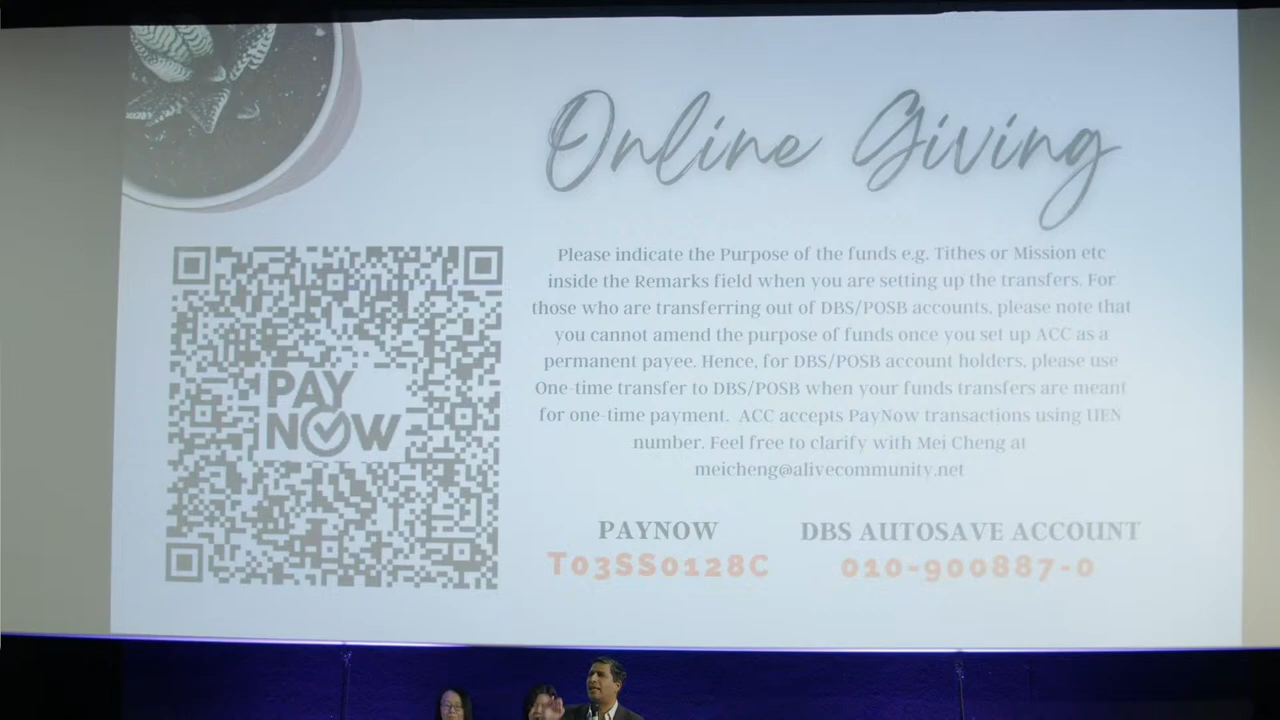 Online Giving
Please indicate the Purpose of the funds e.g. Tithes or Mission etc
inside the Remarks field when you are setting up the transfers. For
those who are transferring out of DBS/POSB accounts, please note that
you cannot amend the purpose of funds once you set up ACC as a
permanent payee. Hence, for DBS/POSB account holders, please use
One-time transfer to DBS/POSB when your funds transfers are meant
for one-time payment. ACC accepts PayNow transactions using UEN
number. Feel free to clarify with Mei Cheng at
meicheng@alivecommunity.net
PAY
NOW
PAYNOW
T03SS0128C
DBS AUTOSAVE ACCOUNT
010-900887-0